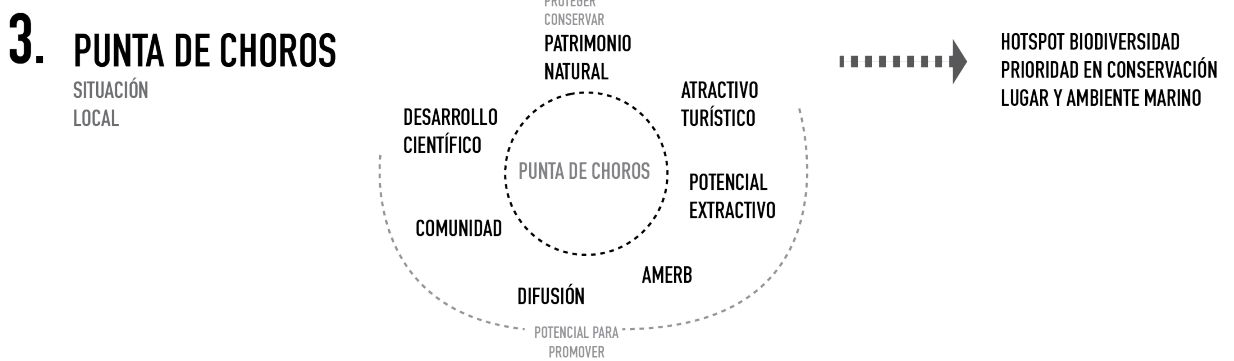 3. PUNTA DE CHOROS
SITUACIÓN
LOCAL
PROTEGER
CONSERVAR
PATRIMONIO
NATURAL
ATRACTIVO
TURÍSTICO
DESARROLLO
CIENTÍFICO
PUNTA DE CHOROS
POTENCIAL
EXTRACTIVO
COMUNIDAD
AMERB
DIFUSIÓN
POTENCIAL PARA
PROMOVER
HOTSPOT BIODIVERSIDAD
PRIORIDAD EN CONSERVACIÓN
LUGAR Y AMBIENTE MARINO